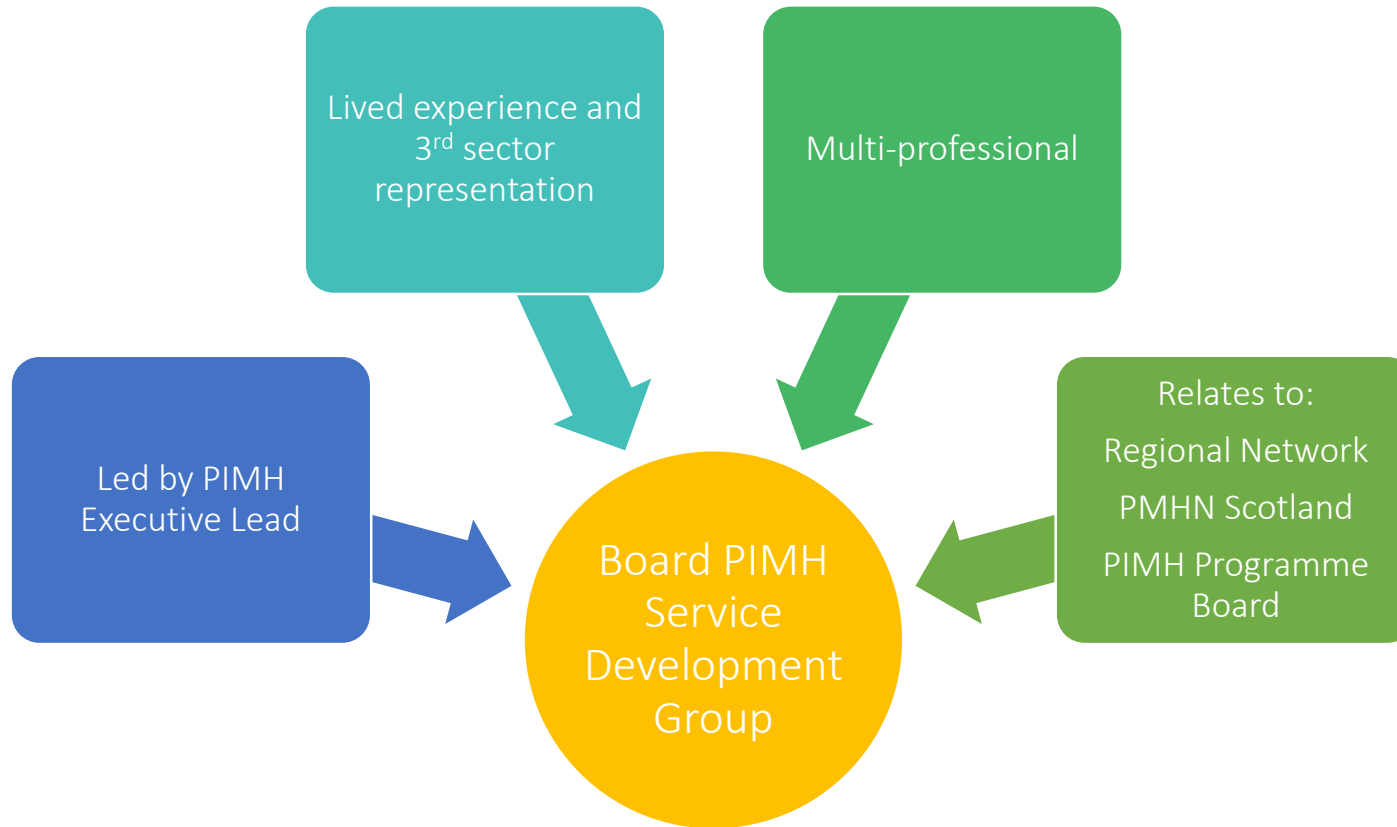 Lived experience and
3rd sector
representation
Multi-professional
Led by PIMH
Executive Lead
Relates to:
Regional Network
PMHN Scotland
PIMH Programme
Board
Board PIMH
Service
Development
Group